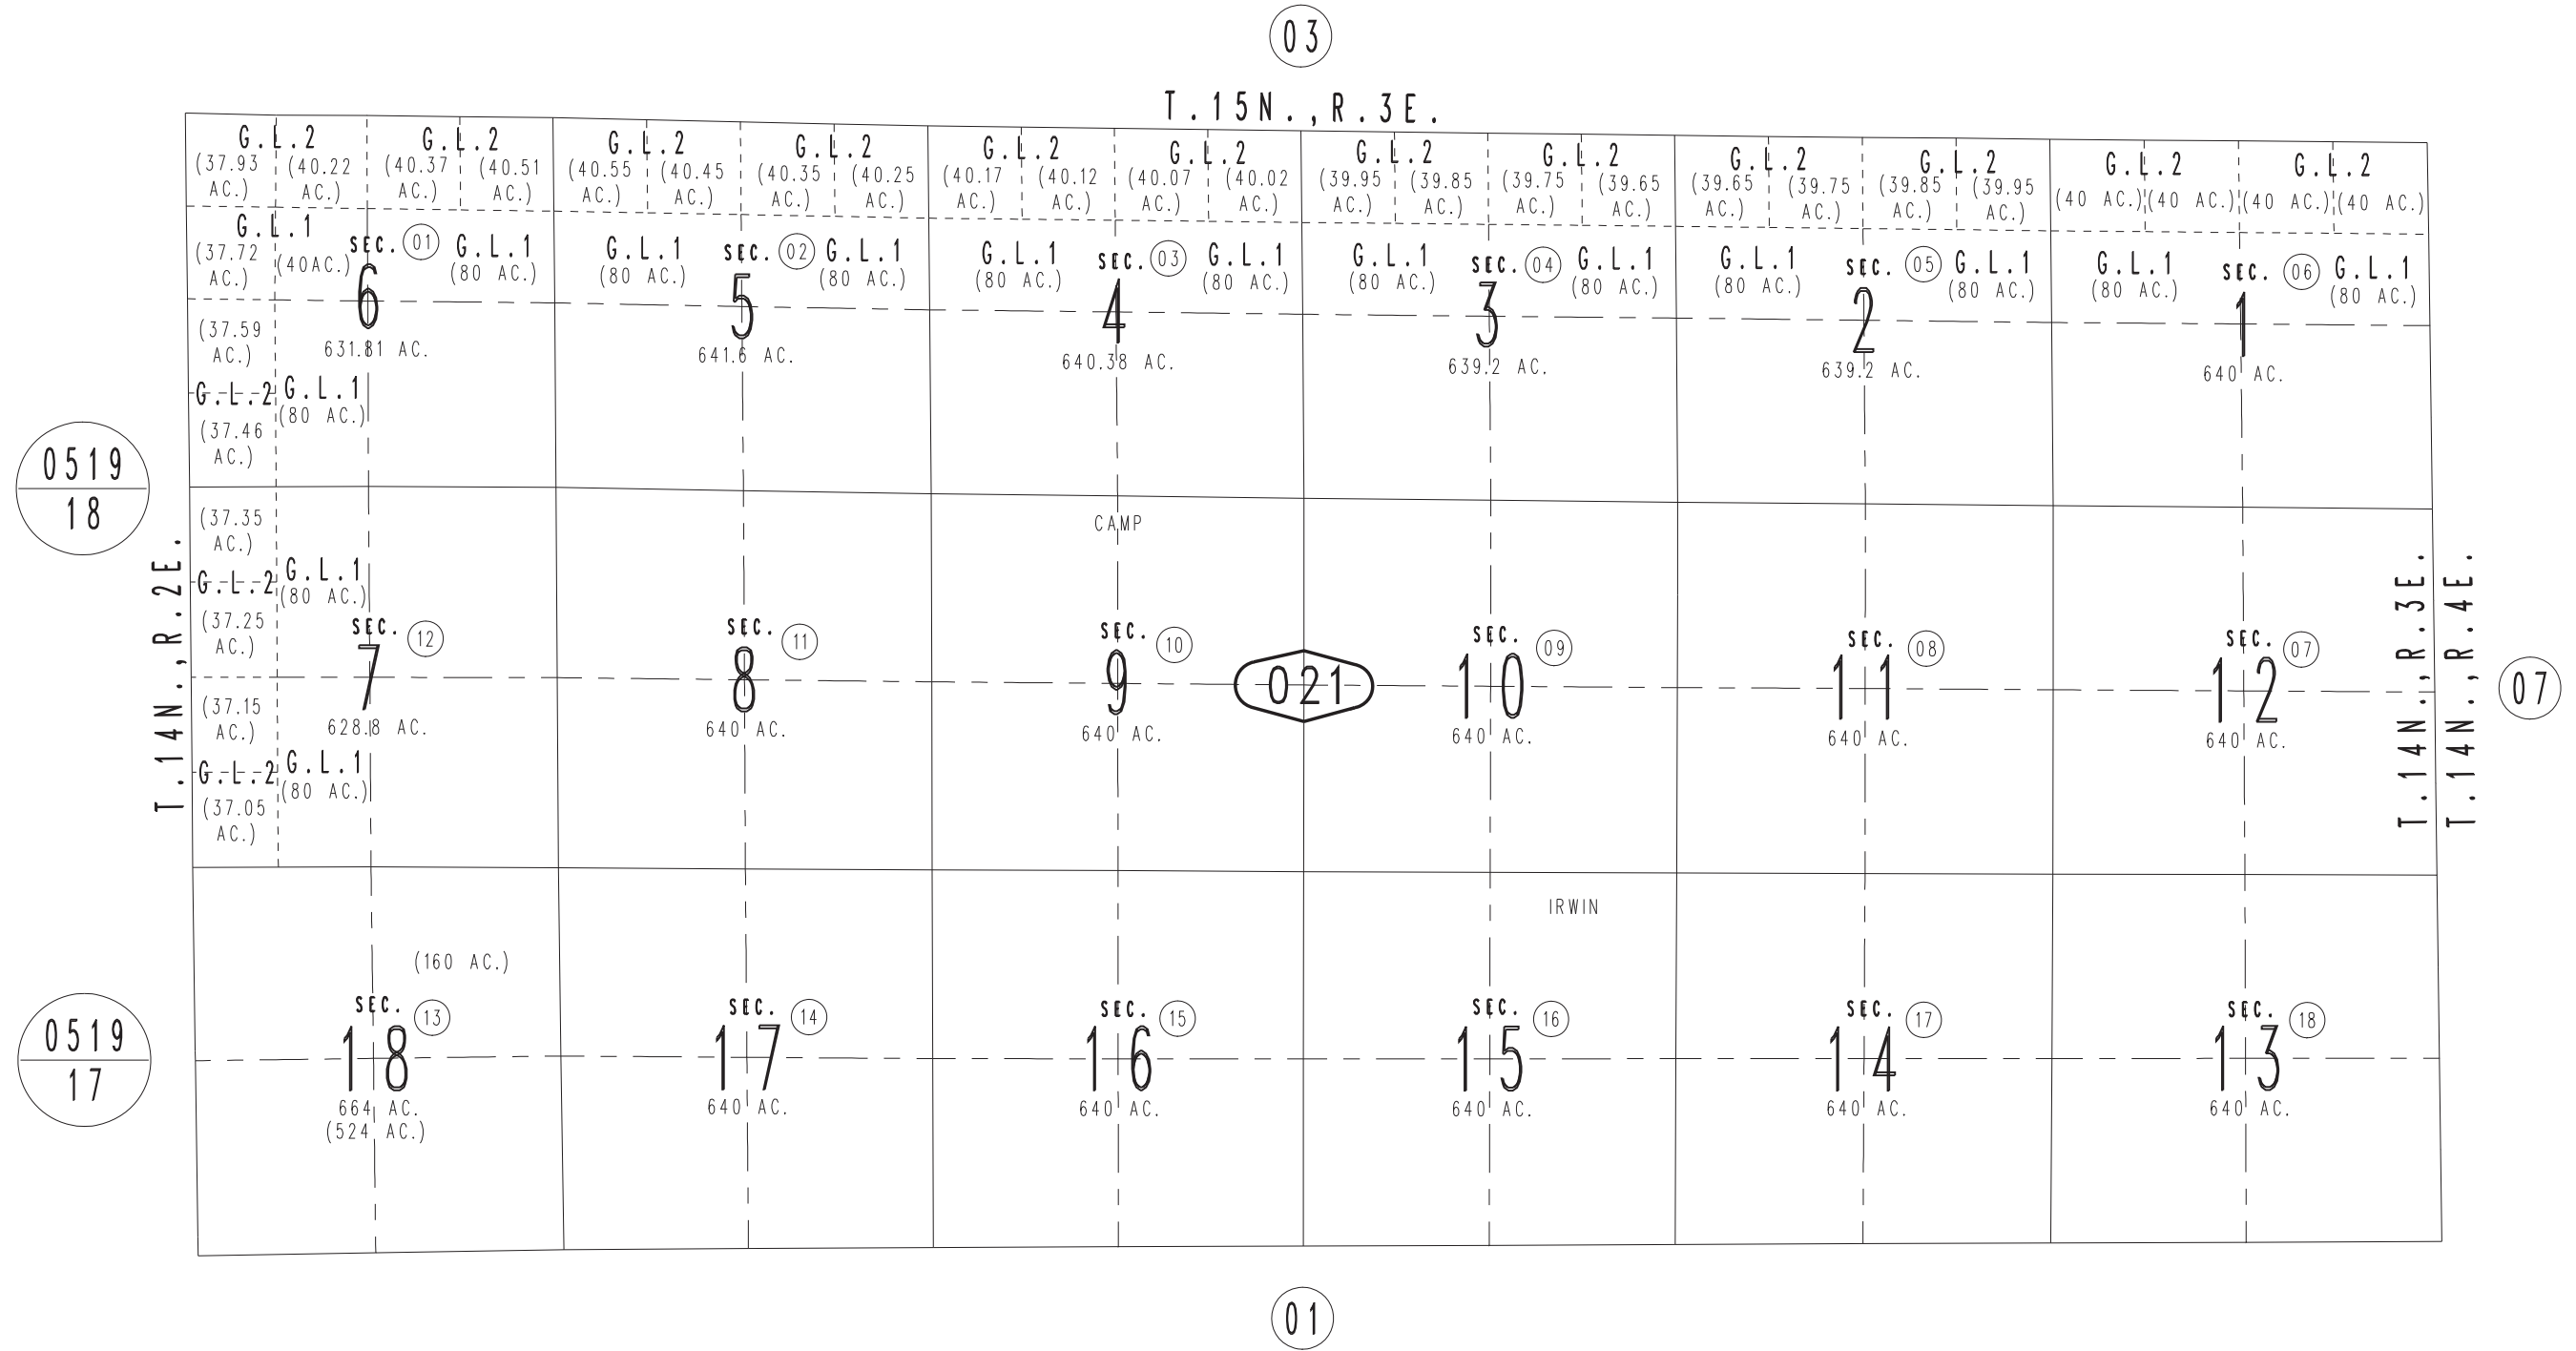 03
T.15N.,R.3E.
G.L.2 G.L.2 G.L.2 G.L.2 G.L.2 G.L.2 G.L.2 G.L.2 G.L.2 G.L.2 G.L.2 G.L.2
(37.93 (40.22 (40.37 (40.51 (40.55 (40.45 (40.35 (40.25 (40.17 (40.12 (40.07 (40.02 (39.95 (39.85 (39.75 (39.65 (39.65 (39.75 (39.85 (39.95 (40 AC.) (40 AC.) (40 AC.) (40 AC.)
AC.) AC.) AC.) AC.) AC.) AC.) AC.) AC.) AC.) AC.) AC.) AC.) AC.) AC.) AC.) AC.) AC.) AC.) AC.) AC.)
G.L.1 SEC. 01 G.L.1 G.L.1 SEC. 02 G.L.1 G.L.1 SEC. 03 G.L.1 G.L.1 SEC. 04 G.L.1 G.L.1 SEC. 05 G.L.1 G.L.1 SEC. 06 G.L.1
(37.72 (40AC.) (80 AC.) (80 AC.) (80 AC.) (80 AC.) (80 AC.) (80 AC.) (80 AC.) (80 AC.) (80 AC.) (80 AC.) (80 AC.)
AC.)
6 5 4 3 2 1
(37.59
AC.)
631.81 AC. 641.6 AC. 640.38 AC. 639.2 AC. 639.2 AC. 640 AC.
G.L.2 G.L.1
(80 AC.)
(37.46
AC.)
0519
18
(37.35
AC.)
CAMP
G.L.2 G.L.1
(80 AC.)
(37.25
AC.)
T.14N.,R.2E.
SEC. 12 SEC. 11 SEC. 10 SEC. 09 SEC. 08 SEC. 07
7 8 9 021 10 11 12
T.14N.,R.3E.
T.14N.,R.4E.
07
(37.15
AC.)
628.8 AC. 640 AC. 640 AC. 640 AC. 640 AC. 640 AC.
G.L.2 G.L.1
(80 AC.)
(37.05
AC.)
IRWIN
(160 AC.)
0519
17
SEC. 13 SEC. 14 SEC. 15 SEC. 16 SEC. 17 SEC. 18
18 17 16 15 14 13
664 AC. 640 AC. 640 AC. 640 AC. 640 AC. 640 AC.
(524 AC.)
01